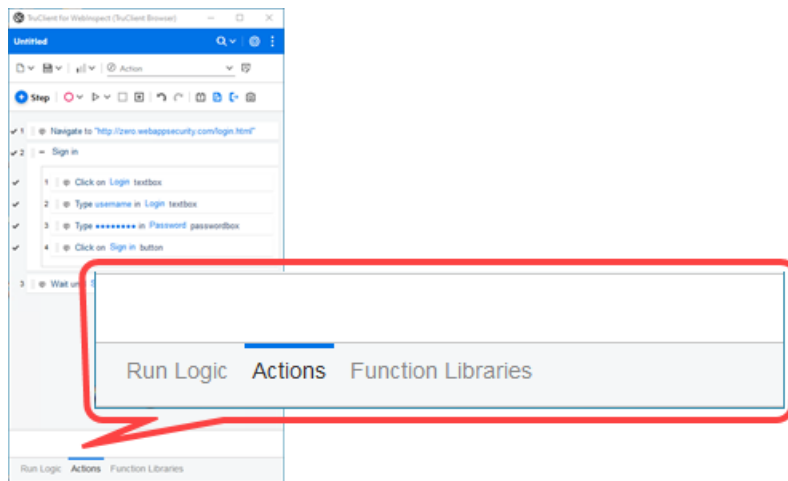 TruClient for WebInspect (TruClient Browser)
Untitled
Action
Step
1 Navigate to "http://zero.webappsecurity.com/login.html"
2 Sign in
1 Click on Login textbox
2 Type username in Login textbox
3 Type •••••••• in Password passwordbox
4 Click on Sign in button
3 Wait until
Run Logic Actions Function Libraries
Run Logic Actions Function Libraries